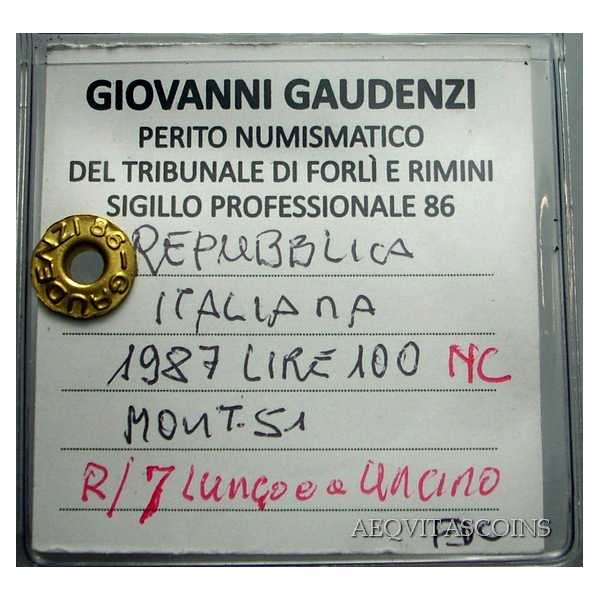 GIOVANNI GAUDENZI
PERITO NUMISMATICO
DEL TRIBUNALE DI FORLÌ E RIMINI
SIGILLO PROFESSIONALE 86
GAUDENZI 86-
REPUBBLICA
ITALIANA
1987 LIRE 100 NC
MONT. 51
R/7 LUNGO e a UNCINO
AEQVITASCOINS